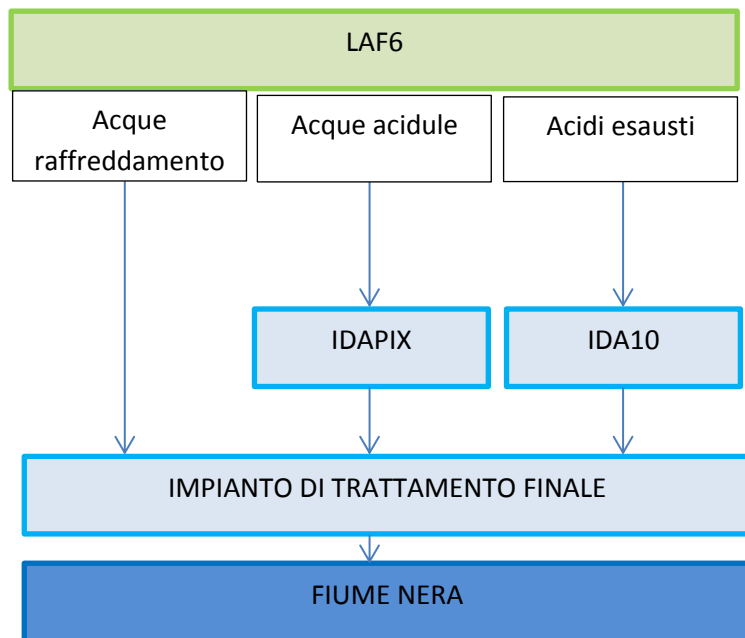 LAF6
Acque
raffreddamento
Acque acidule
Acidi esausti
IDAPIX
IDA10
IMPIANTO DI TRATTAMENTO FINALE
FIUME NERA